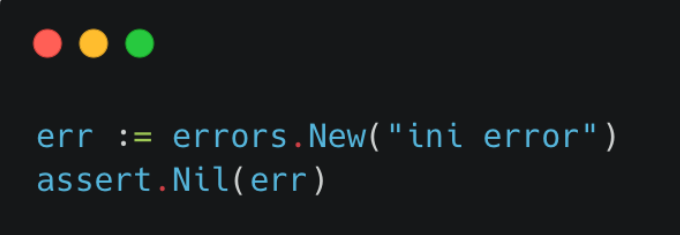 err := errors.New("ini error")
assert.Nil(err)